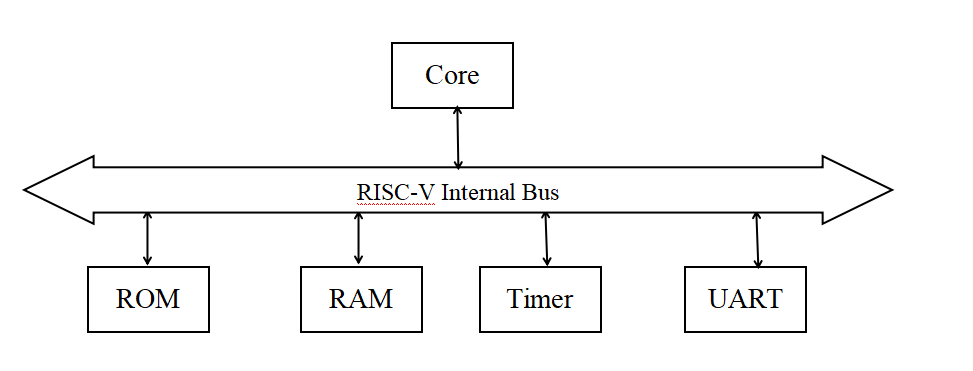 Core
RISC-V Internal Bus
ROM
RAM
Timer
UART